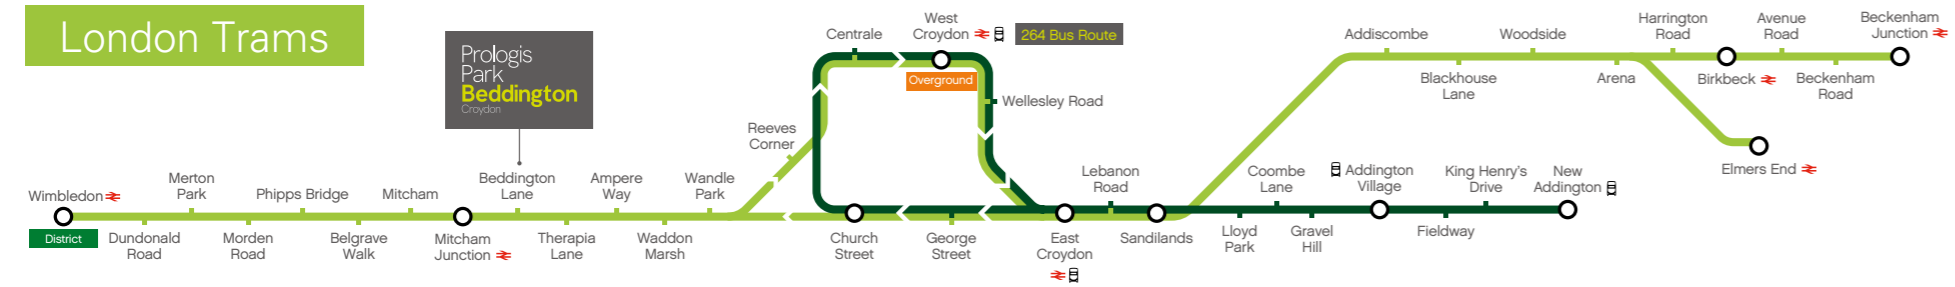 London Trams
Prologis
Park
Beddington
Croydon
West
Croydon
264 Bus Route
Overground
Centrale
Wellesley Road
Reeves
Corner
Wimbledon
District
Dundonald
Road
Merton
Park
Morden
Road
Phipps Bridge
Belgrave
Walk
Mitcham
Mitcham
Junction
Beddington
Lane
Therapia
Lane
Ampere
Way
Waddon
Marsh
Wandle
Park
Church
Street
George
Street
East
Croydon
Lebanon
Road
Sandilands
Lloyd
Park
Coombe
Lane
Gravel
Hill
Addington
Village
Fieldway
King Henry's
Drive
New
Addington
Addiscombe
Blackhouse
Lane
Woodside
Arena
Harrington
Road
Birkbeck
Avenue
Road
Beckenham
Road
Beckenham
Junction
Elmers End